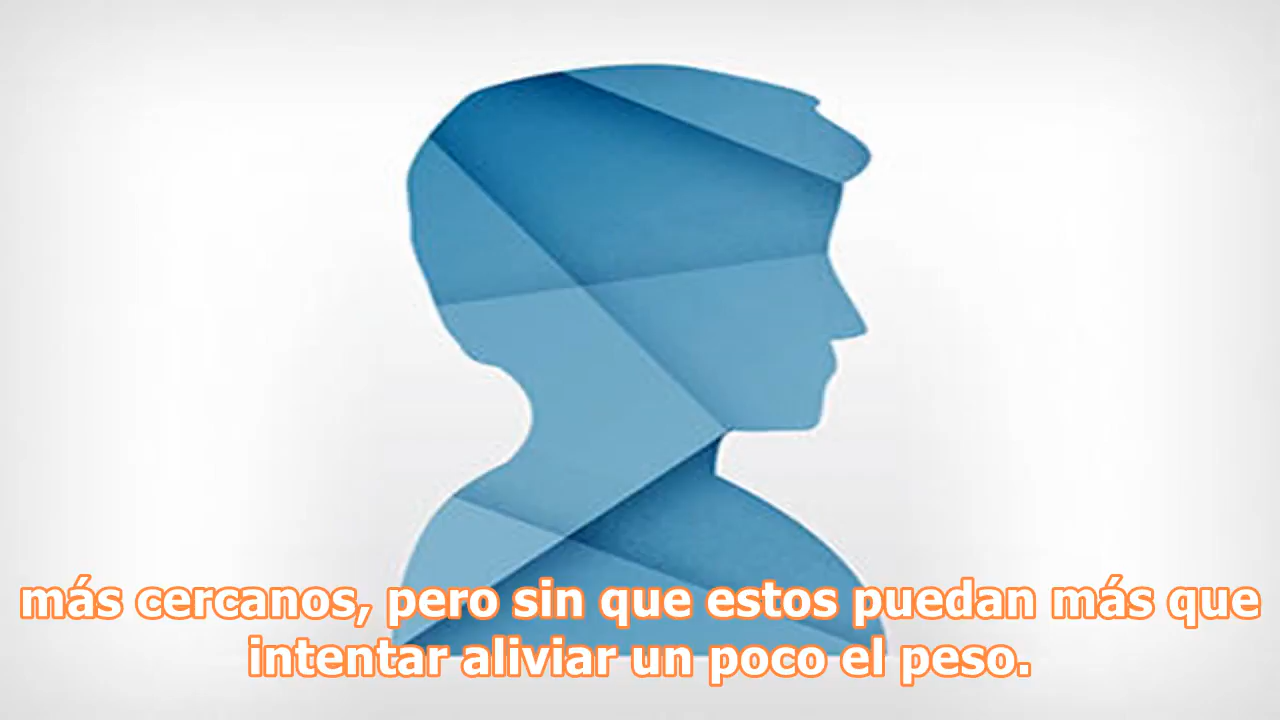 más cercanos, pero sin que estos puedan más que
intentar aliviar un poco el peso.